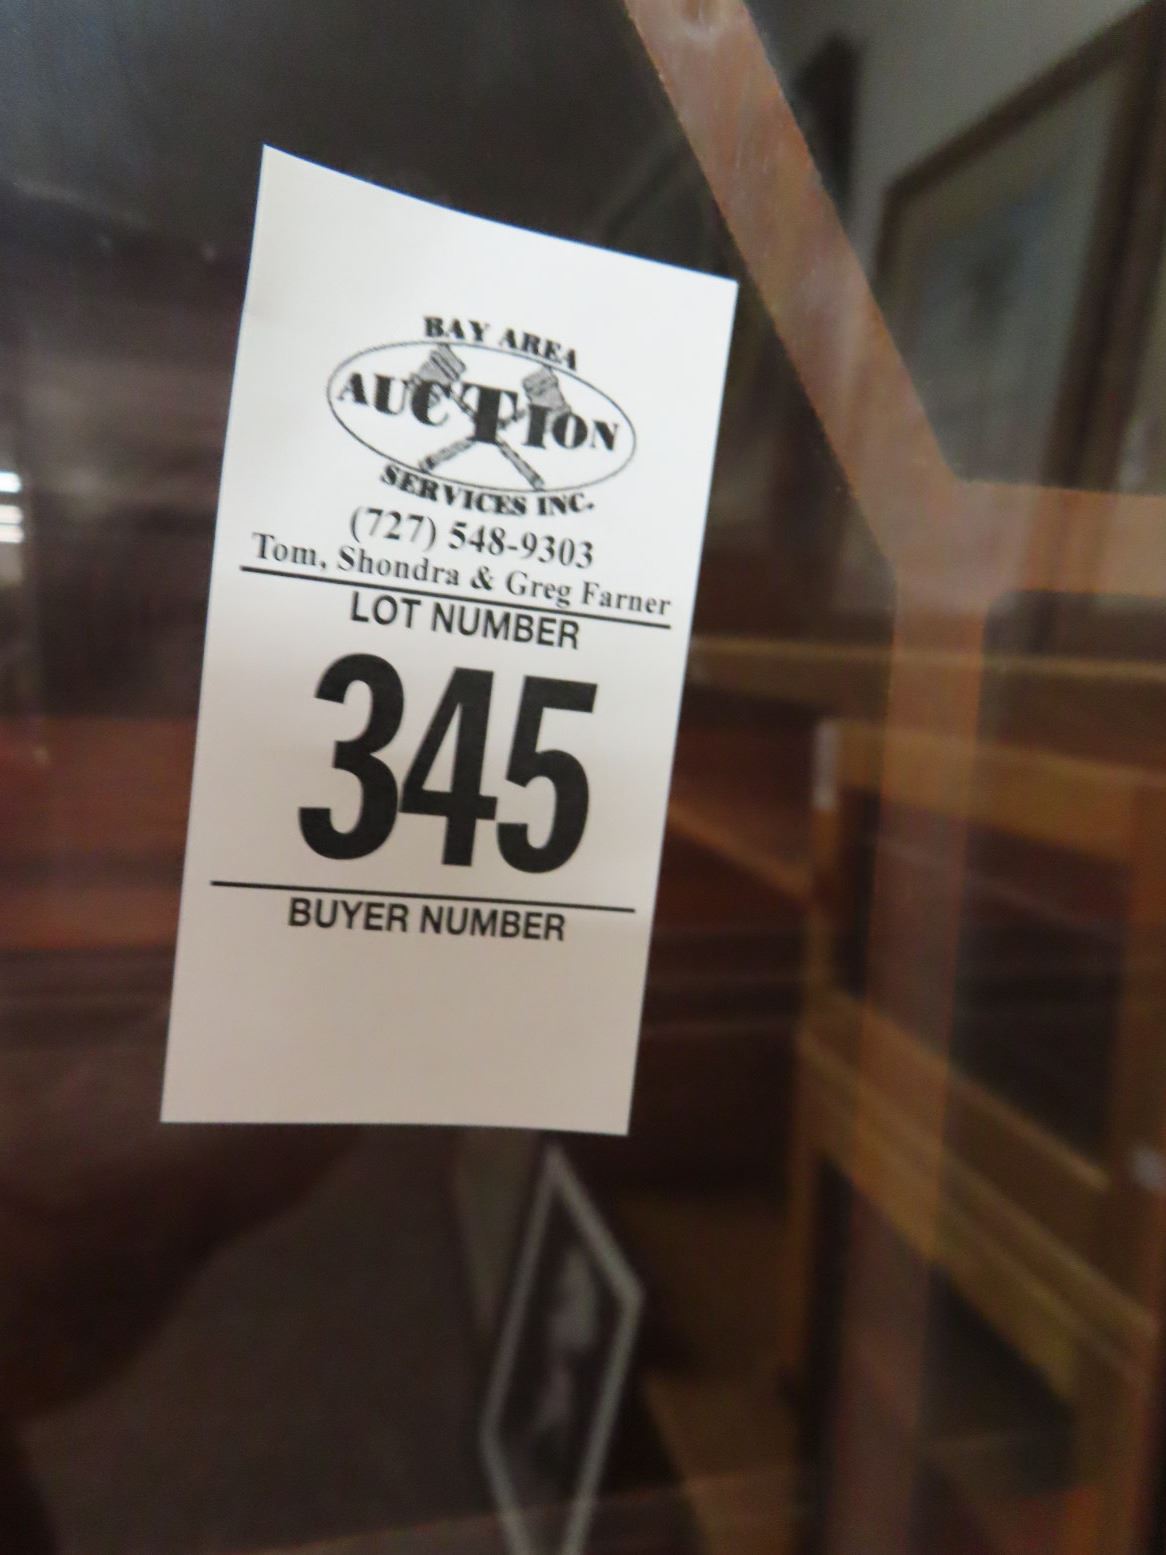 BAY AREA
AUCTION
SERVICES INC.
(727) 548-9303
Tom, Shondra & Greg Farner
LOT NUMBER
345
BUYER NUMBER